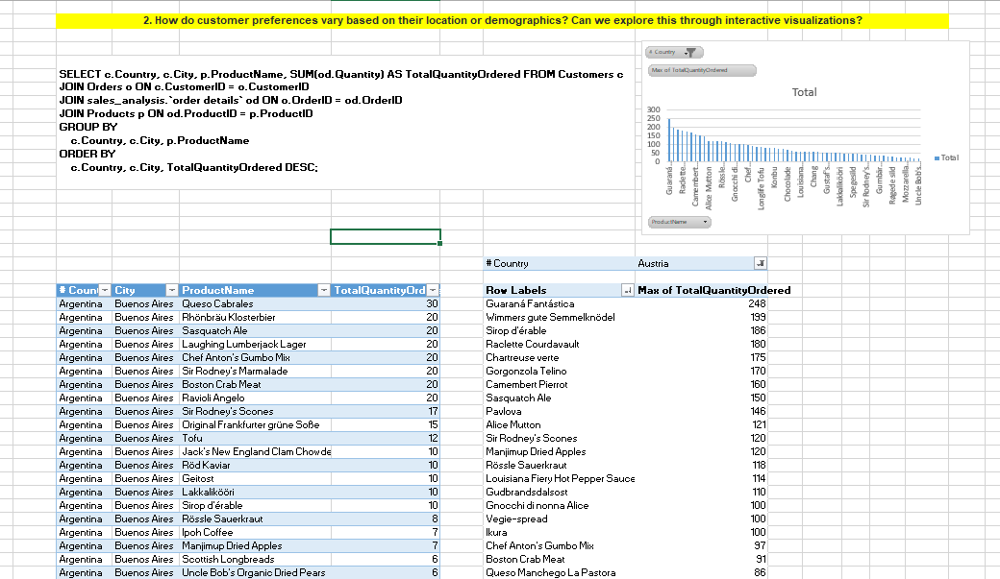 2. How do customer preferences vary based on their location or demographics? Can we explore this through interactive visualizations?
SELECT c.Country, c.City, p.ProductName, SUM(od.Quantity) AS TotalQuantityOrdered FROM Customers c
JOIN Orders o ON c.CustomerID = o.CustomerID
JOIN sales_analysis.`order details` od ON o.OrderID = od.OrderID
JOIN Products p ON od.ProductID = p.ProductID
GROUP BY
c.Country, c.City, p.ProductName
ORDER BY
c.Country, c.City, TotalQuantityOrdered DESC;
# Country
Max of TotalQuantityOrdered
Total
300
250
200
150
100
50
0
Guaraná...
Raclette...
Camembert...
Alice Mutton
Rössle...
Gnocchi di...
Chef...
Longlife Tofu
Konbu
Chocolade
Louisiana...
Chang
Gustaf's...
Lakkalikööri
Spegesild
Sir Rodney's...
Gumbär...
Røgede sild
Mozzarella...
Uncle Bob's...
Total
ProductName
# Country Austria
# Coun City ProductName TotalQuantityOrd
Argentina Buenos Aires Queso Cabrales 30
Argentina Buenos Aires Rhönbräu Klosterbier 20
Argentina Buenos Aires Sasquatch Ale 20
Argentina Buenos Aires Laughing Lumberjack Lager 20
Argentina Buenos Aires Chef Anton's Gumbo Mix 20
Argentina Buenos Aires Sir Rodney's Marmalade 20
Argentina Buenos Aires Boston Crab Meat 20
Argentina Buenos Aires Ravioli Angelo 20
Argentina Buenos Aires Sir Rodney's Scones 17
Argentina Buenos Aires Original Frankfurter grüne Soße 15
Argentina Buenos Aires Tofu 12
Argentina Buenos Aires Jack's New England Clam Chowde 10
Argentina Buenos Aires Röd Kaviar 10
Argentina Buenos Aires Geitost 10
Argentina Buenos Aires Lakkalikööri 10
Argentina Buenos Aires Sirop d'érable 10
Argentina Buenos Aires Rössle Sauerkraut 8
Argentina Buenos Aires Ipoh Coffee 7
Argentina Buenos Aires Manjimup Dried Apples 7
Argentina Buenos Aires Scottish Longbreads 6
Argentina Buenos Aires Uncle Bob's Organic Dried Pears 6
Row Labels Max of TotalQuantityOrdered
Guaraná Fantástica 248
Wimmers gute Semmelknödel 199
Sirop d'érable 186
Raclette Courdavault 180
Chartreuse verte 175
Gorgonzola Telino 170
Camembert Pierrot 160
Sasquatch Ale 150
Pavlova 146
Alice Mutton 121
Sir Rodney's Scones 120
Manjimup Dried Apples 120
Rössle Sauerkraut 118
Louisiana Fiery Hot Pepper Sauce 114
Gudbrandsdalsost 110
Gnocchi di nonna Alice 100
Vegie-spread 100
Ikura 100
Chef Anton's Gumbo Mix 97
Boston Crab Meat 91
Queso Manchego La Pastora 86